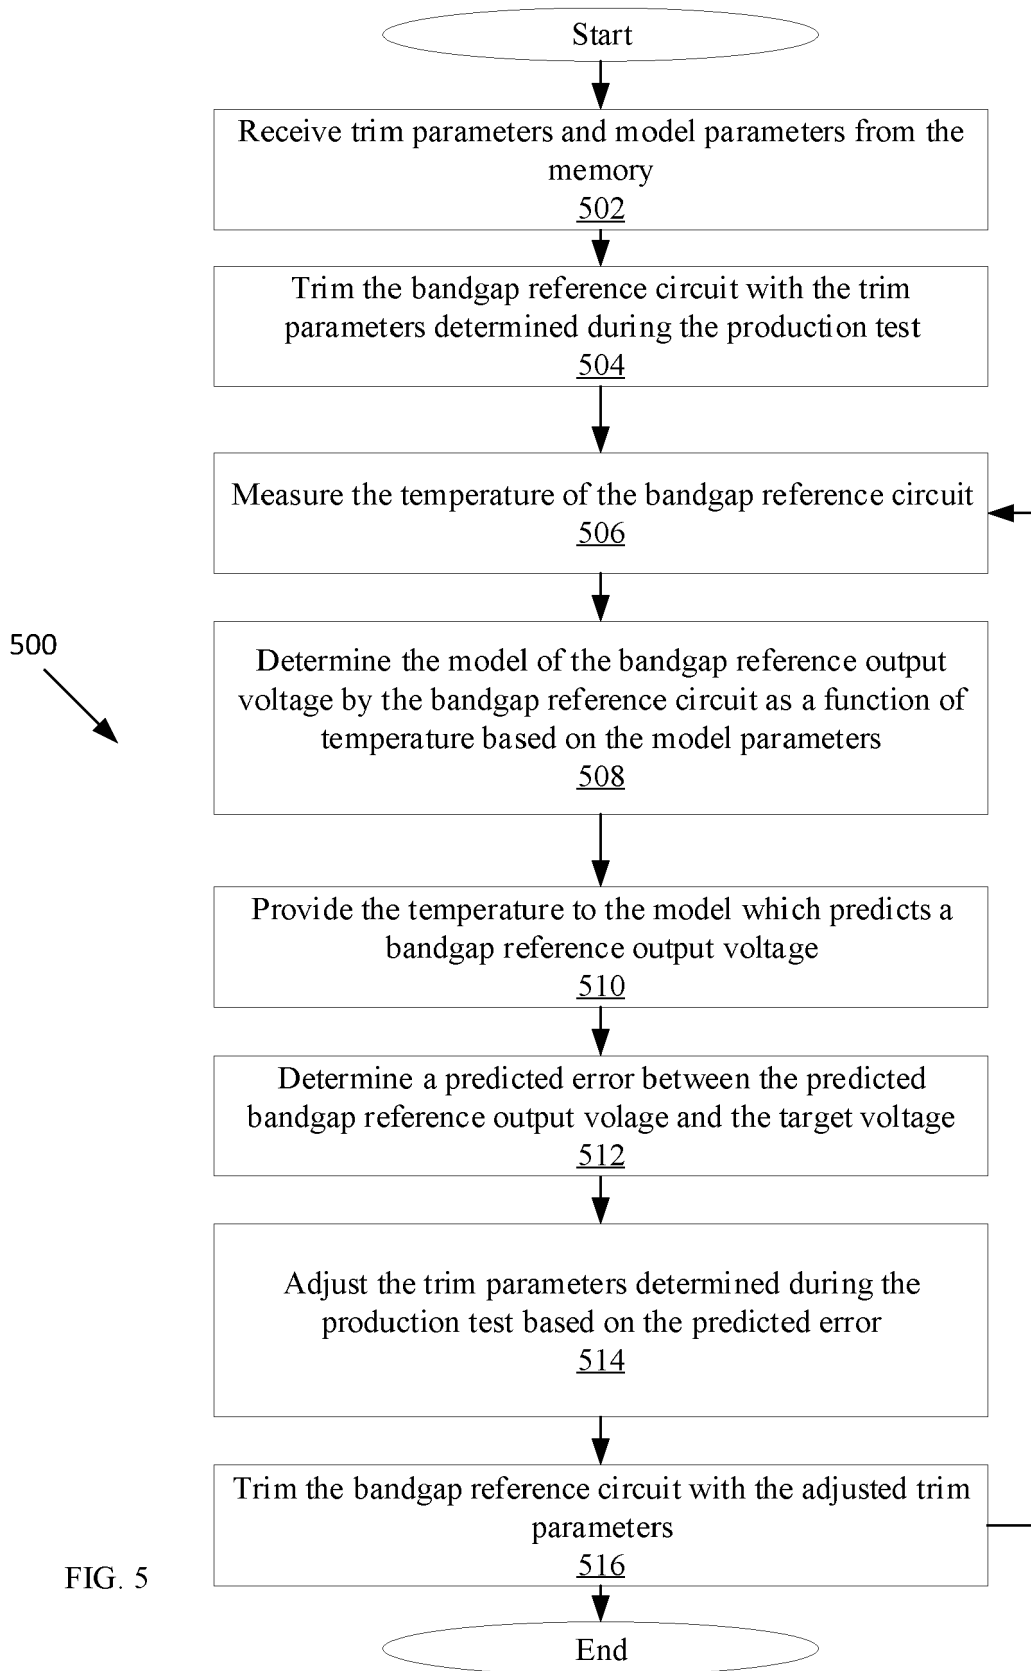 Start
Receive trim parameters and model parameters from the
memory
502
Trim the bandgap reference circuit with the trim
parameters determined during the production test
504
Measure the temperature of the bandgap reference circuit
506
500
Determine the model of the bandgap reference output
voltage by the bandgap reference circuit as a function of
temperature based on the model parameters
508
Provide the temperature to the model which predicts a
bandgap reference output voltage
510
Determine a predicted error between the predicted
bandgap reference output volage and the target voltage
512
Adjust the trim parameters determined during the
production test based on the predicted error
514
Trim the bandgap reference circuit with the adjusted trim
parameters
516
FIG. 5
End